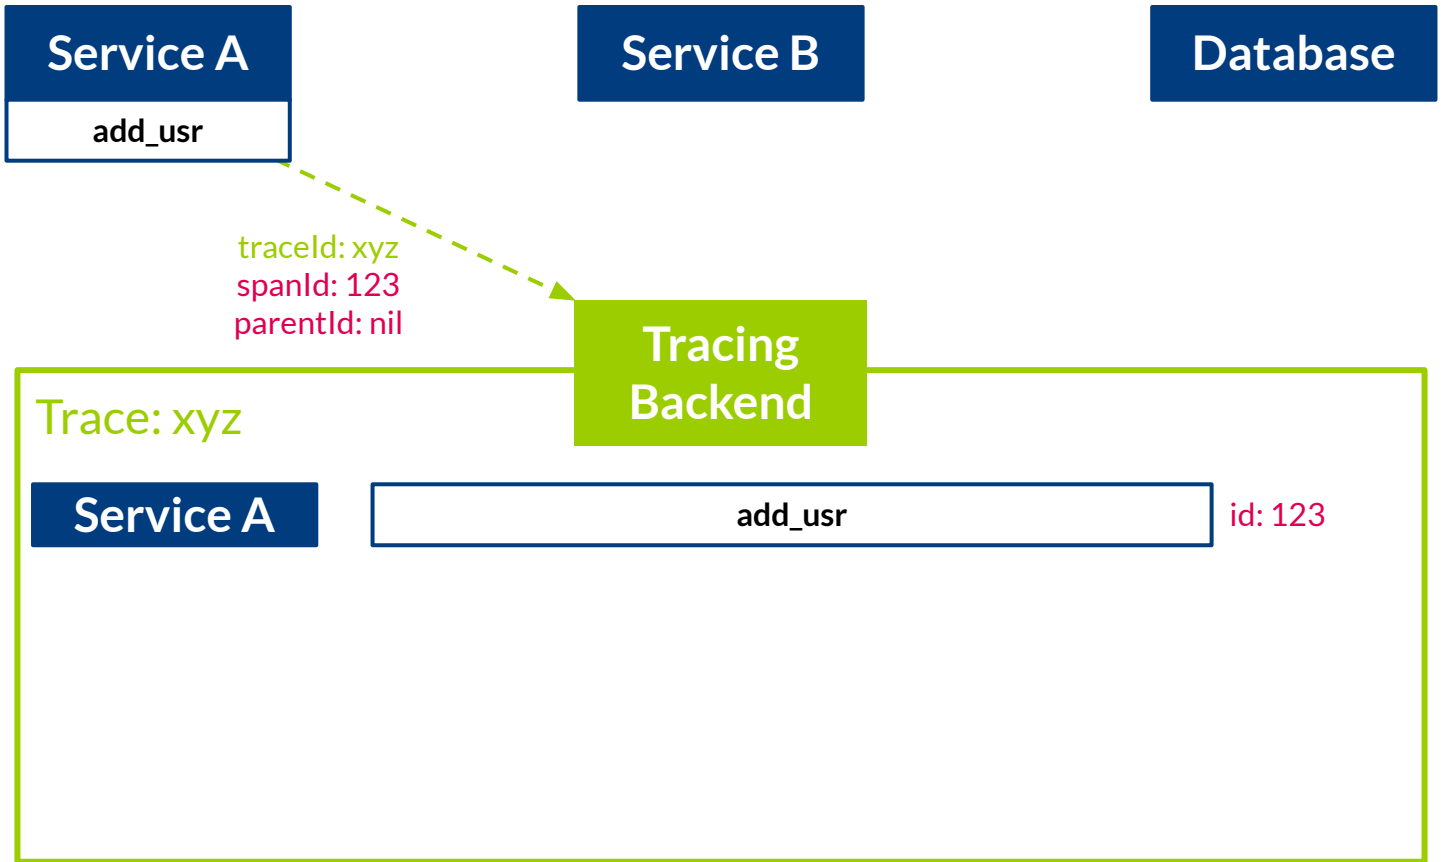 Service A
Service B
Database
add_usr
traceId: xyz
spanId: 123
parentId: nil
Tracing
Backend
Trace: xyz
Service A
add_usr
id: 123